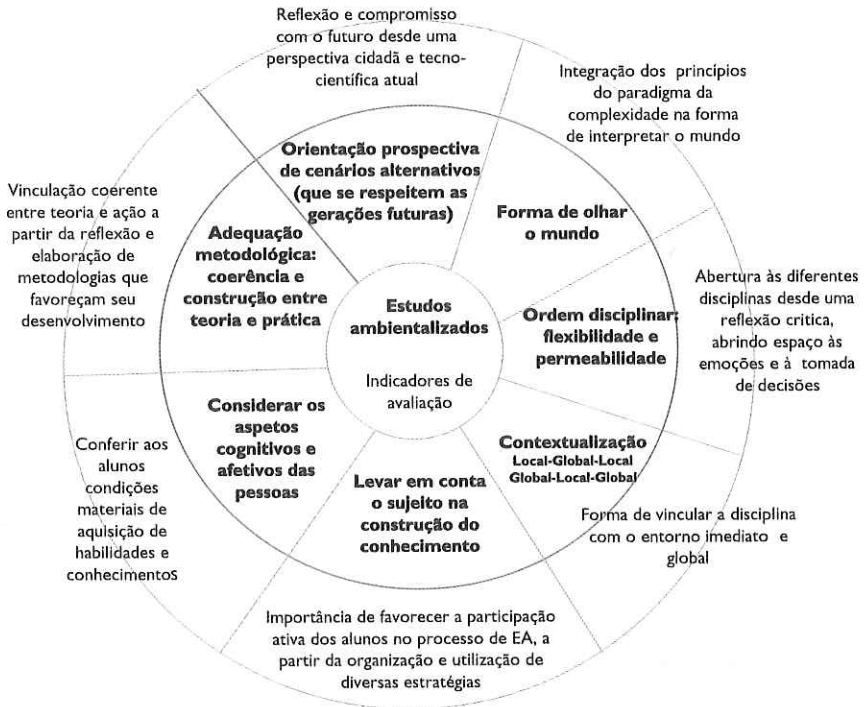 Reflexão e compromisso
com o futuro desde uma
perspectiva cidadã e tecno-
científica atual
Integração dos princípios
do paradigma da
complexidade na forma
de interpretar o mundo
Orientação prospectiva
de cenários alternativos
(que se respeitem as
gerações futuras)
Forma de olhar
o mundo
Vinculação coerente
entre teoria e ação a
partir da reflexão e
elaboração de
metodologias que
favoreçam seu
desenvolvimento
Adequação
metodológica:
coerência e
construção entre
teoria e prática
Estudos
ambientalizados
Indicadores de
avaliação
Ordem disciplinar:
flexibilidade e
permeabilidade
Abertura às diferentes
disciplinas desde uma
reflexão critica,
abrindo espaço às
emoções e à tomada
de decisões
Considerar os
aspetos
cognitivos e
afetivos das
pessoas
Contextualização
Local-Global-Local
Global-Local-Global
Conferir aos
alunos
condições
materiais de
aquisição de
habilidades e
conhecimentos
Levar em conta
o sujeito na
construção do
conhecimento
Forma de vincular a disciplina
com o entorno imediato e
global
Importância de favorecer a participação
ativa dos alunos no processo de EA, a
partir da organização e utilização de
diversas estratégias